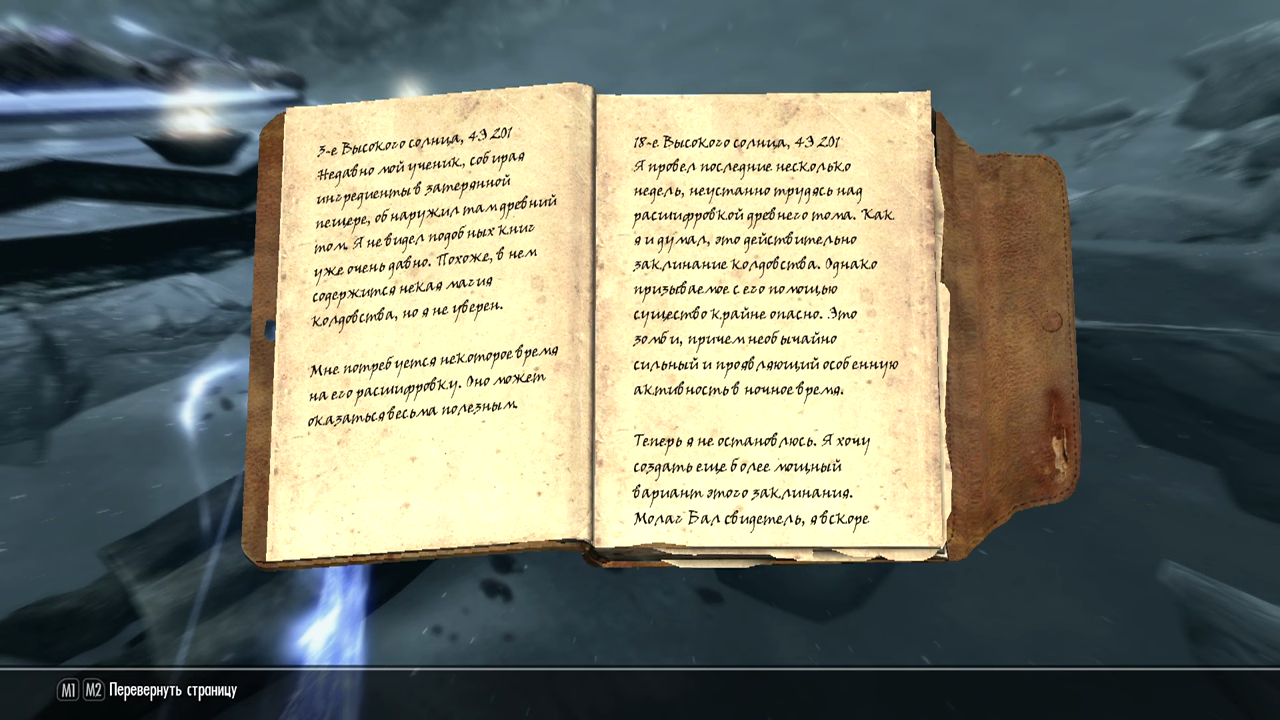 3-е Высокого солнца, 4Э 201
Недавно мой ученик, собирая
ингредиенты в затерянной
пещере, обнаружил там древний
том. Я не видел подобных книг
уже очень давно. Похоже, в нем
содержится некая магия
колдовства, но я не уверен.
Мне потребуется некоторое время
на его расшифровку. Оно может
оказаться весьма полезным.
18-е Высокого солнца, 4Э 201
Я провел последние несколько
недель, неустанно трудясь над
расшифровкой древнего тома. Как
я и думал, это действительно
заклинание колдовства. Однако
призываемое с его помощью
существо крайне опасно. Это
зомби, причем необычайно
сильный и проявляющий особенную
активность в ночное время.
Теперь я не остановлюсь. Я хочу
создать еще более мощный
вариант этого заклинания.
Молаг Бал свидетель, я вскоре
M1 M2 Перевернуть страницу